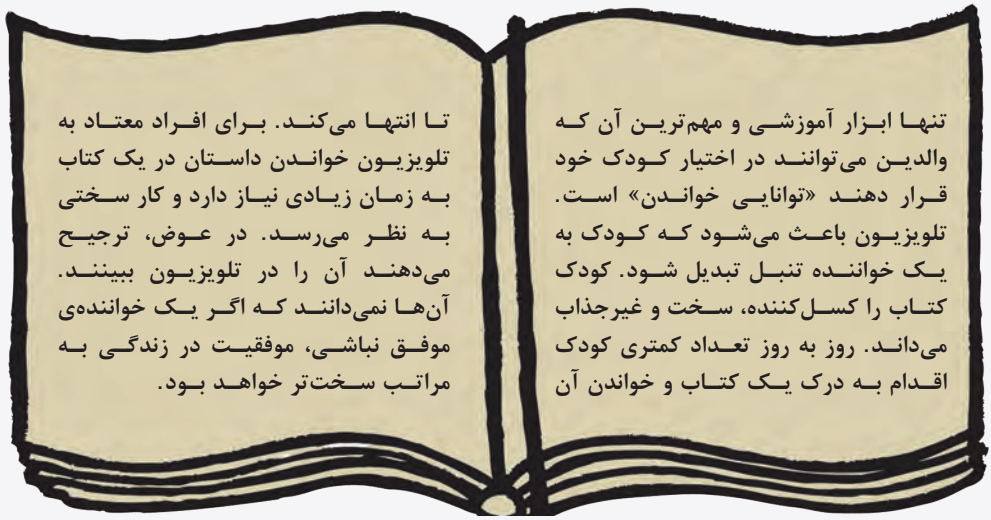 تنها ابزار آموزشی و مهم‌ترین آن که
والدین می‌توانند در اختیار کودک خود
قرار دهند «توانایی خواندن» است.
تلویزیون باعث می‌شود که کودک به
یک خواننده تنبل تبدیل شود. کودک
کتاب را کسل‌کننده، سخت و غیرجذاب
می‌داند. روز به روز تعداد کمتری کودک
اقدام به درک یک کتاب و خواندن آن
تا انتها می‌کند. برای افراد معتاد به
تلویزیون خواندن داستان در یک کتاب
به زمان زیادی نیاز دارد و کار سختی
به نظر می‌رسد. در عوض، ترجیح
می‌دهند آن را در تلویزیون ببینند.
آن‌ها نمی‌دانند که اگر یک خواننده‌ی
موفق نباشی، موفقیت در زندگی به
مراتب سخت‌تر خواهد بود.